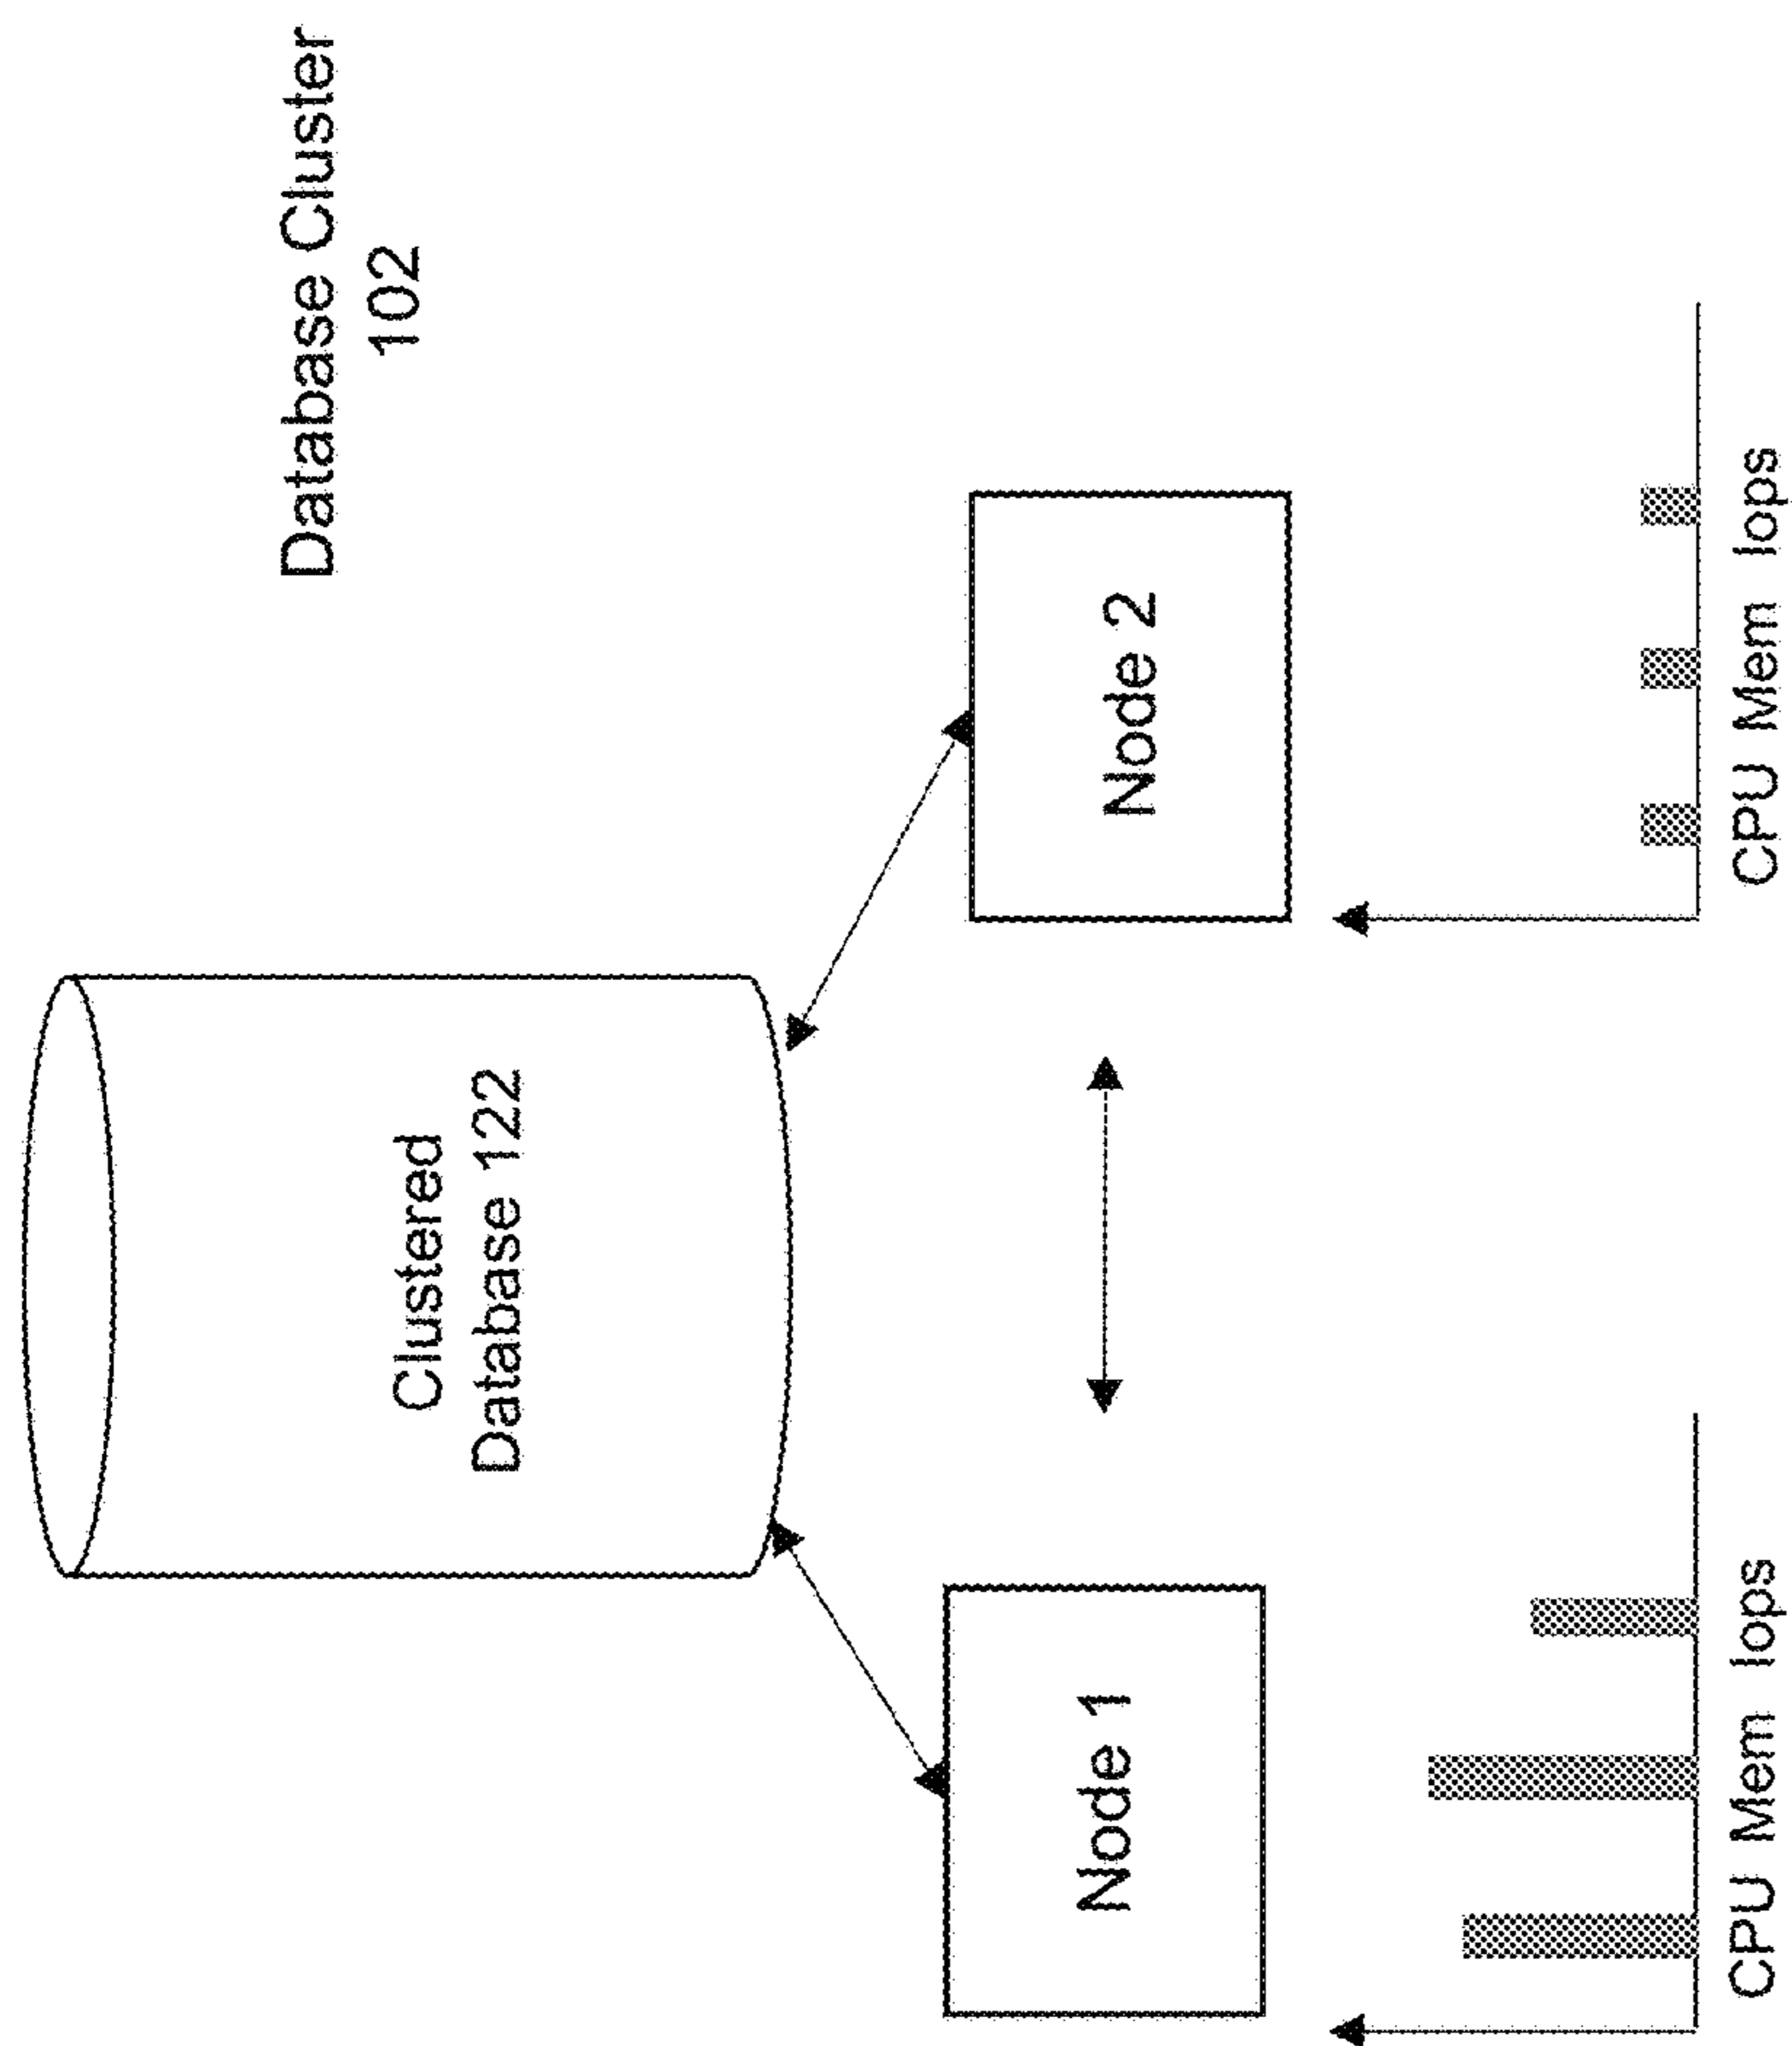 Database Cluster
102
Clustered
Database 122
Node 1
Node 2
CPU Mem Iops
CPU Mem Iops